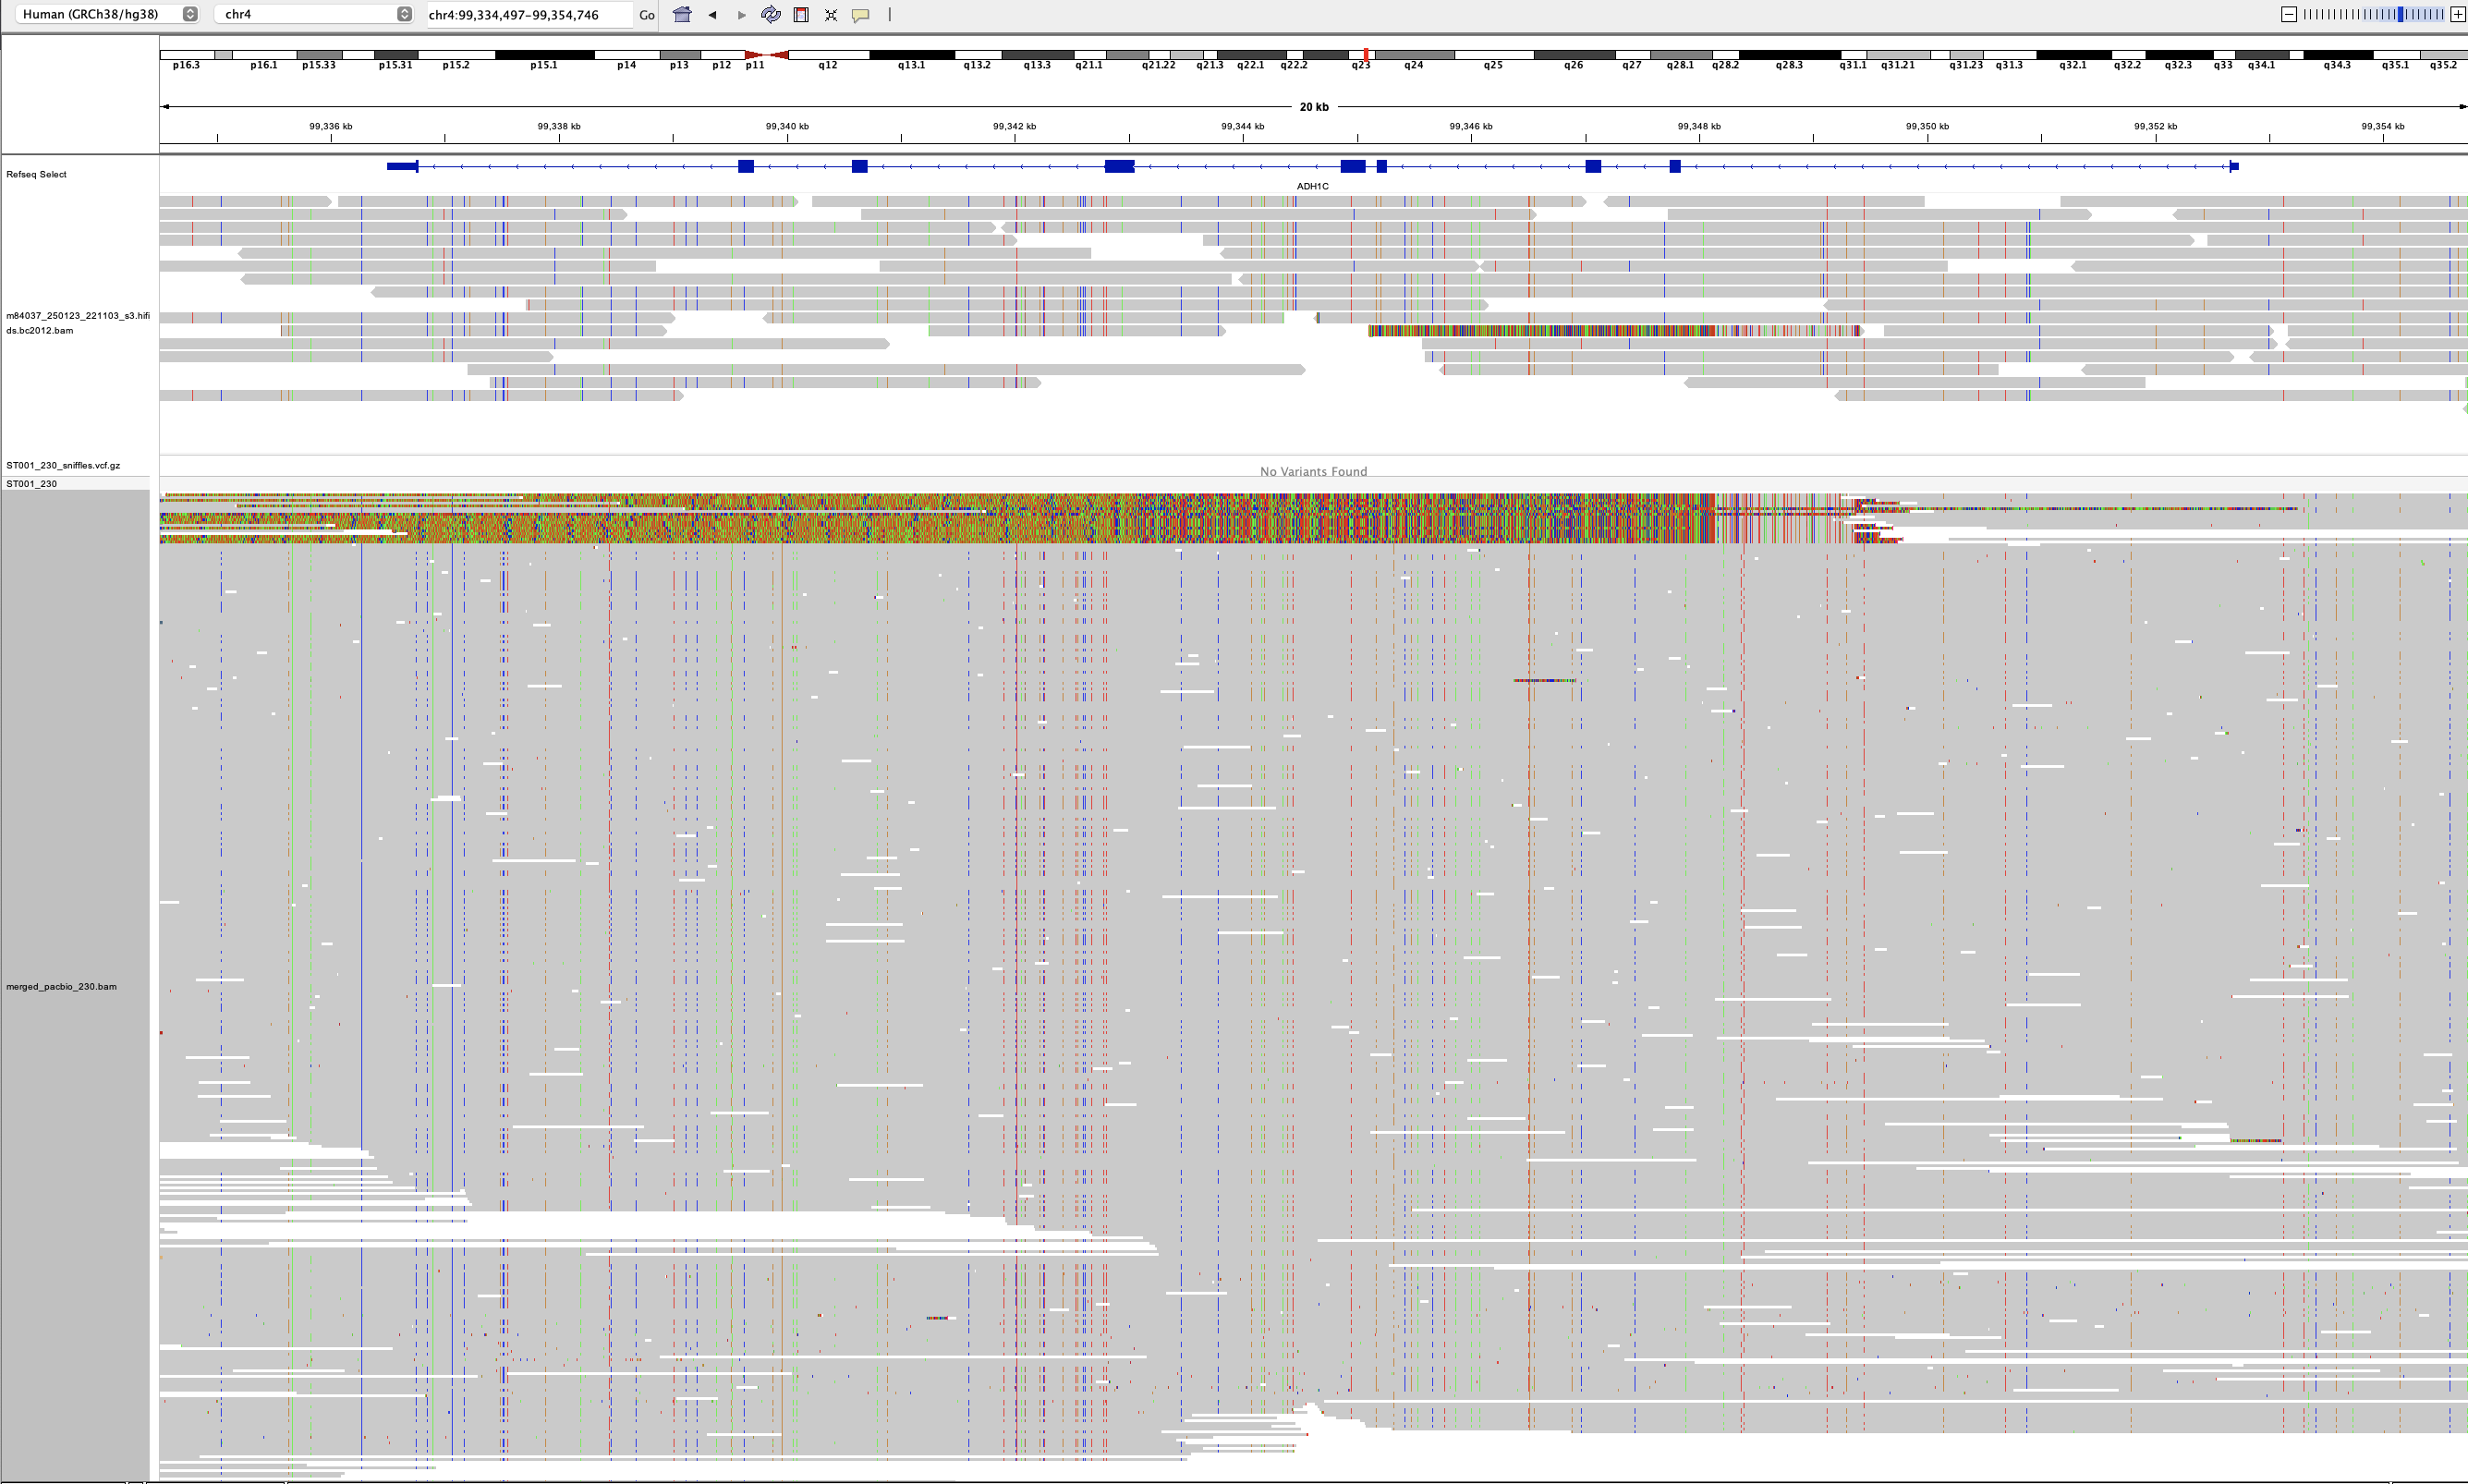 Human (GRCh38/hg38) chr4 chr4:99,334,497-99,354,746 Go
p16.3 p16.1 p15.33 p15.31 p15.2 p15.1 p14 p13 p12 p11 q12 q13.1 q13.2 q13.3 q21.1 q21.22 q21.3 q22.1 q22.2 q23 q24 q25 q26 q27 q28.1 q28.2 q28.3 q31.1 q31.21 q31.23 q31.3 q32.1 q32.2 q32.3 q33 q34.1 q34.3 q35.1 q35.2
20 kb
99,336 kb 99,338 kb 99,340 kb 99,342 kb 99,344 kb 99,346 kb 99,348 kb 99,350 kb 99,352 kb 99,354 kb
Refseq Select
ADH1C
m84037_250123_221103_s3.hifi
ds.bc2012.bam
ST001_230_sniffles.vcf.gz
No Variants Found
ST001_230
merged_pacbio_230.bam